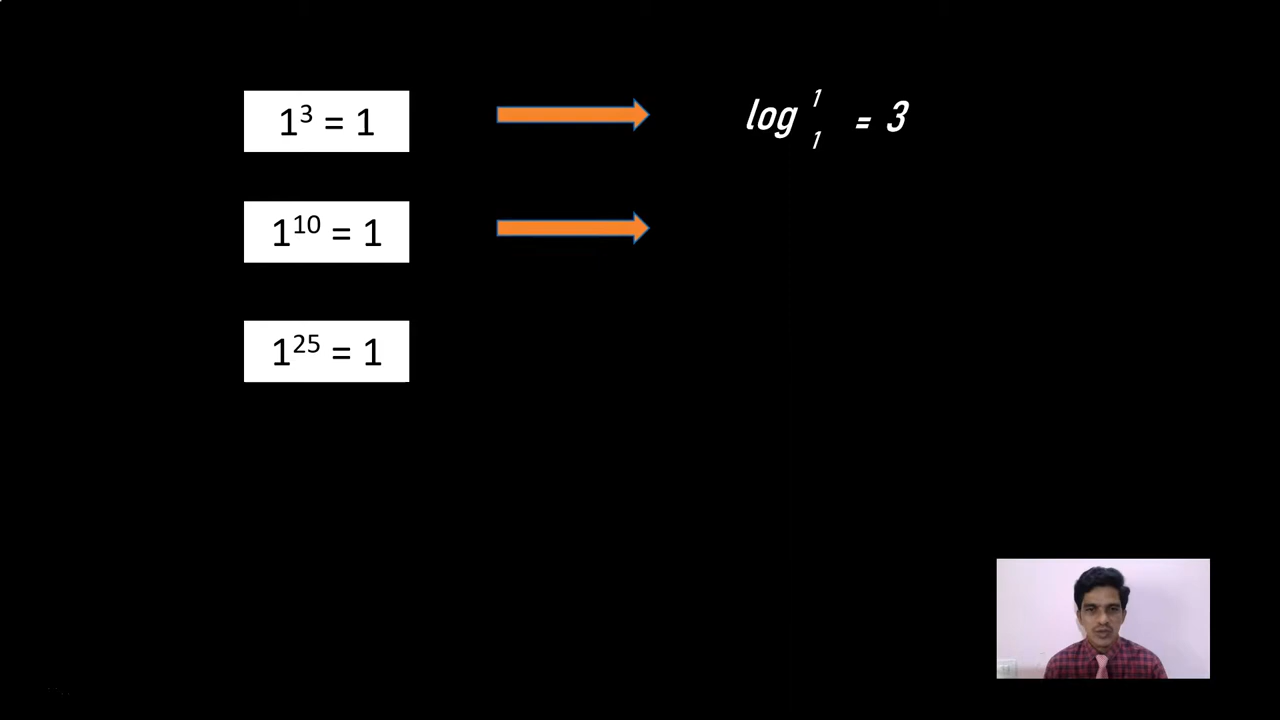 1³ = 1
log ¹₁ = 3
1¹⁰ = 1
1²⁵ = 1